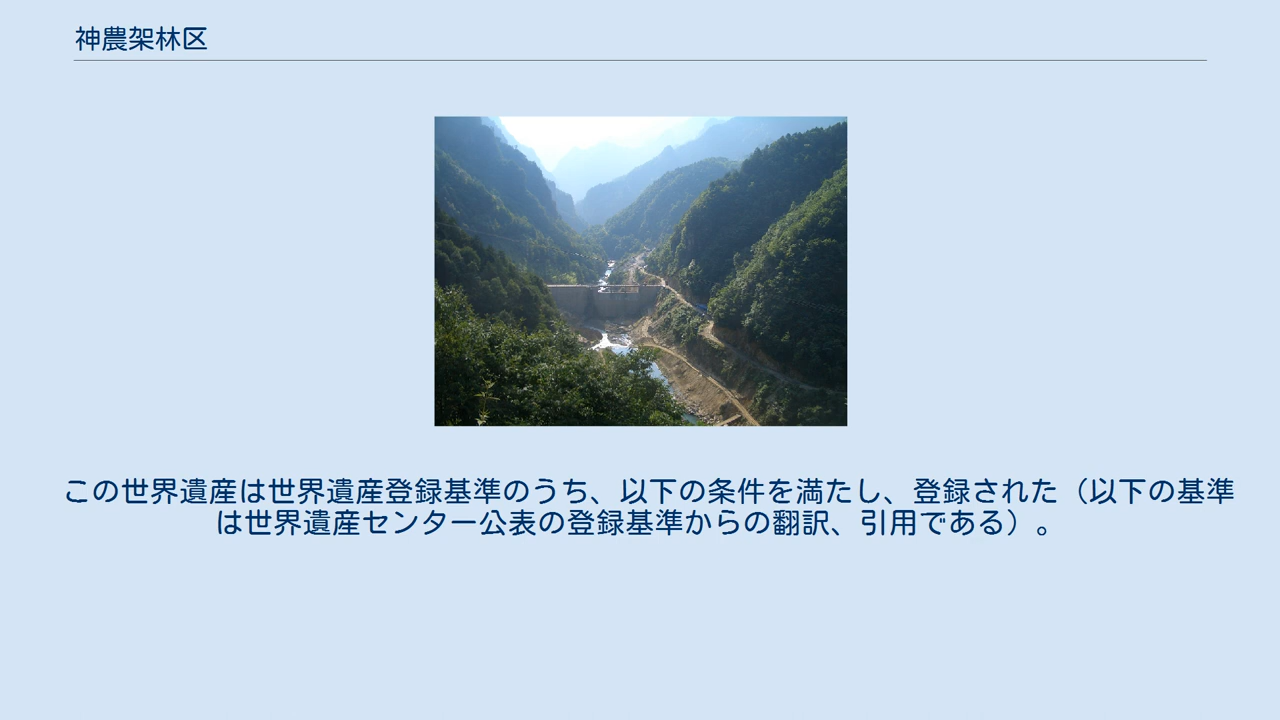 神農架林区
この世界遺産は世界遺産登録基準のうち、以下の条件を満たし、登録された（以下の基準
は世界遺産センター公表の登録基準からの翻訳、引用である）。